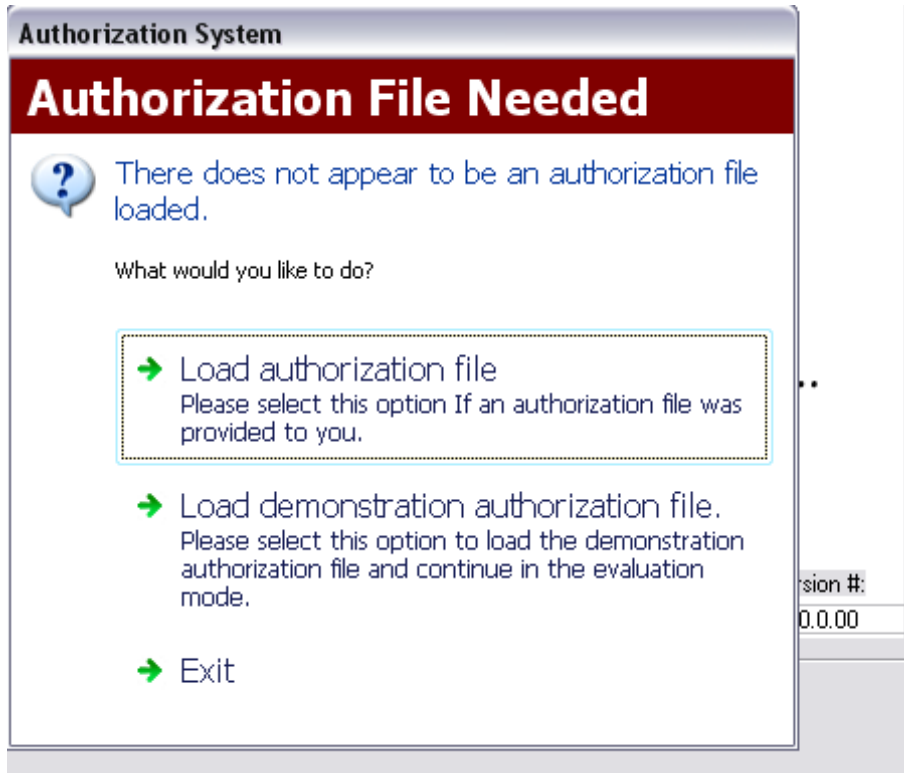 Authorization System
Authorization File Needed
There does not appear to be an authorization file
loaded.
What would you like to do?
Load authorization file
Please select this option If an authorization file was
provided to you.
..
Load demonstration authorization file.
Please select this option to load the demonstration
authorization file and continue in the evaluation
mode.
rsion #:
0.0.00
Exit